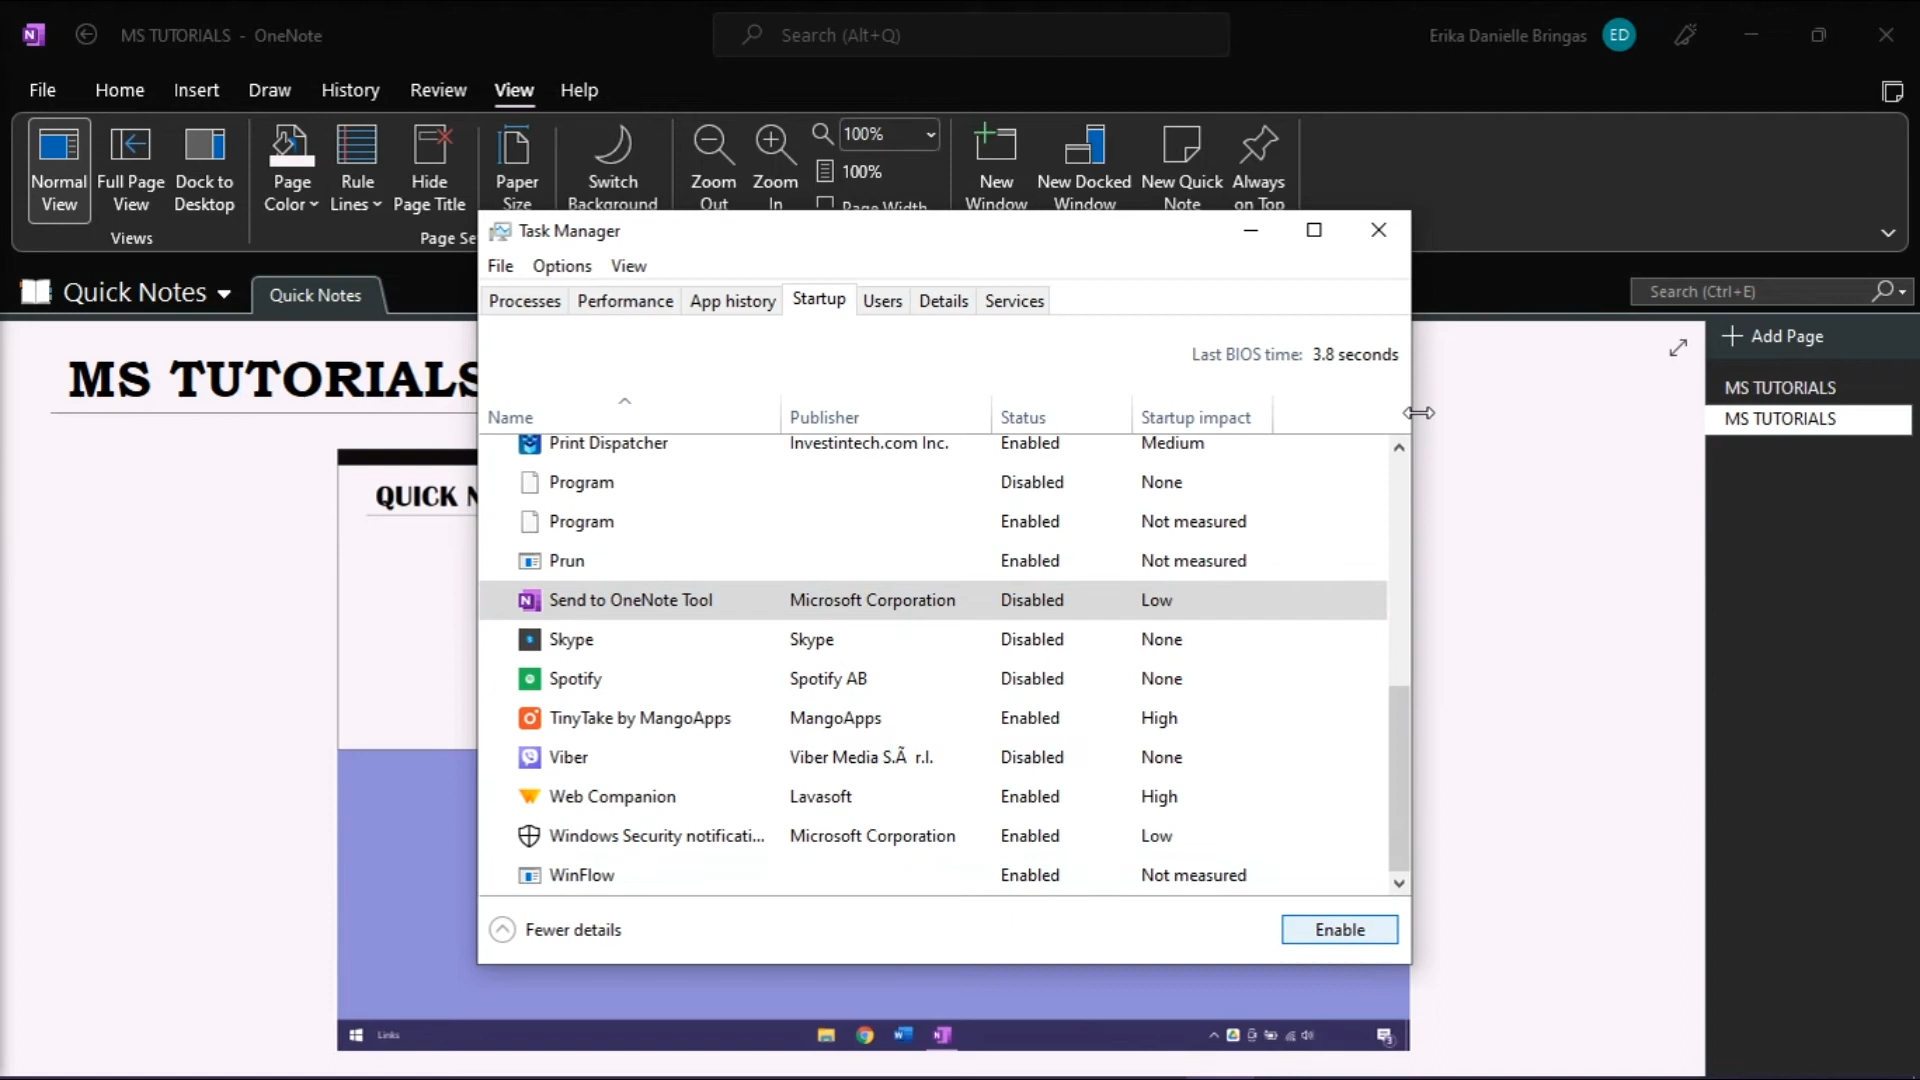 MS TUTORIALS - OneNote
Search (Alt+Q)
Erika Danielle Bringas
ED
File Home Insert Draw History Review View Help
100%
100%
Page Width
Normal View
Full Page View
Dock to Desktop
Page Color
Rule Lines
Hide Page Title
Paper Size
Switch Background
Zoom Out
Zoom In
New Window
New Docked Window
New Quick Note
Always on Top
Views
Page Se
Quick Notes
Quick Notes
Search (Ctrl+E)
Add Page
MS TUTORIALS
MS TUTORIALS
MS TUTORIALS
QUICK N
Links
Task Manager
File Options View
Processes Performance App history Startup Users Details Services
Last BIOS time: 3.8 seconds
Name Publisher Status Startup impact
Print Dispatcher Investintech.com Inc. Enabled Medium
Program Disabled None
Program Enabled Not measured
Prun Enabled Not measured
Send to OneNote Tool Microsoft Corporation Disabled Low
Skype Skype Disabled None
Spotify Spotify AB Disabled None
TinyTake by MangoApps MangoApps Enabled High
Viber Viber Media S.Ã r.l. Disabled None
Web Companion Lavasoft Enabled High
Windows Security notificati... Microsoft Corporation Enabled Low
WinFlow Enabled Not measured
Fewer details
Enable